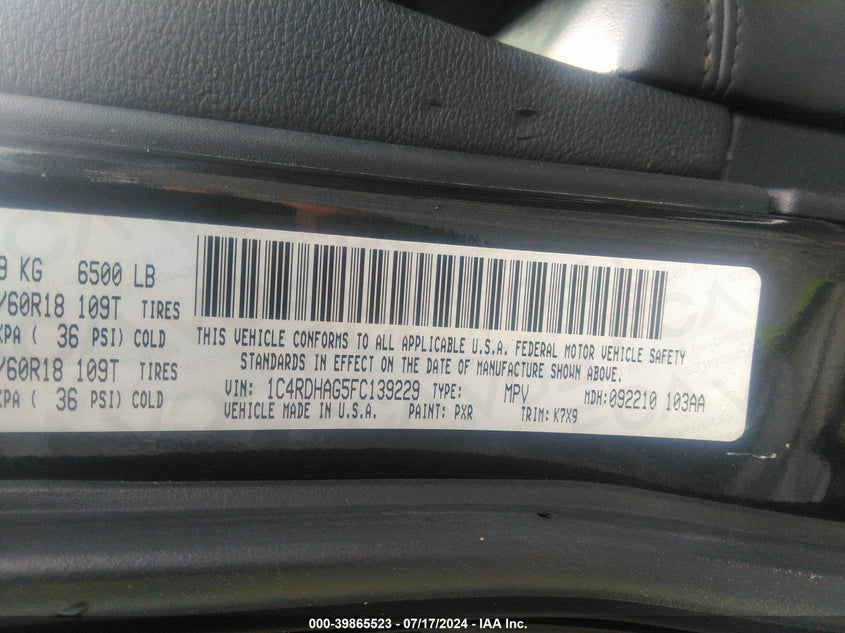 9 KG 6500 LB
/60R18 109T TIRES
KPA ( 36 PSI) COLD
/60R18 109T TIRES
KPA ( 36 PSI) COLD
THIS VEHICLE CONFORMS TO ALL APPLICABLE U.S.A. FEDERAL MOTOR VEHICLE SAFETY
STANDARDS IN EFFECT ON THE DATE OF MANUFACTURE SHOWN ABOVE.
VIN: 1C4RDHAG5FC139229 TYPE: MPV MDH:092210 103AA
VEHICLE MADE IN U.S.A. PAINT: PXR TRIM: K7X9
000-39865523 / 07/17/2024 - IAA Inc.